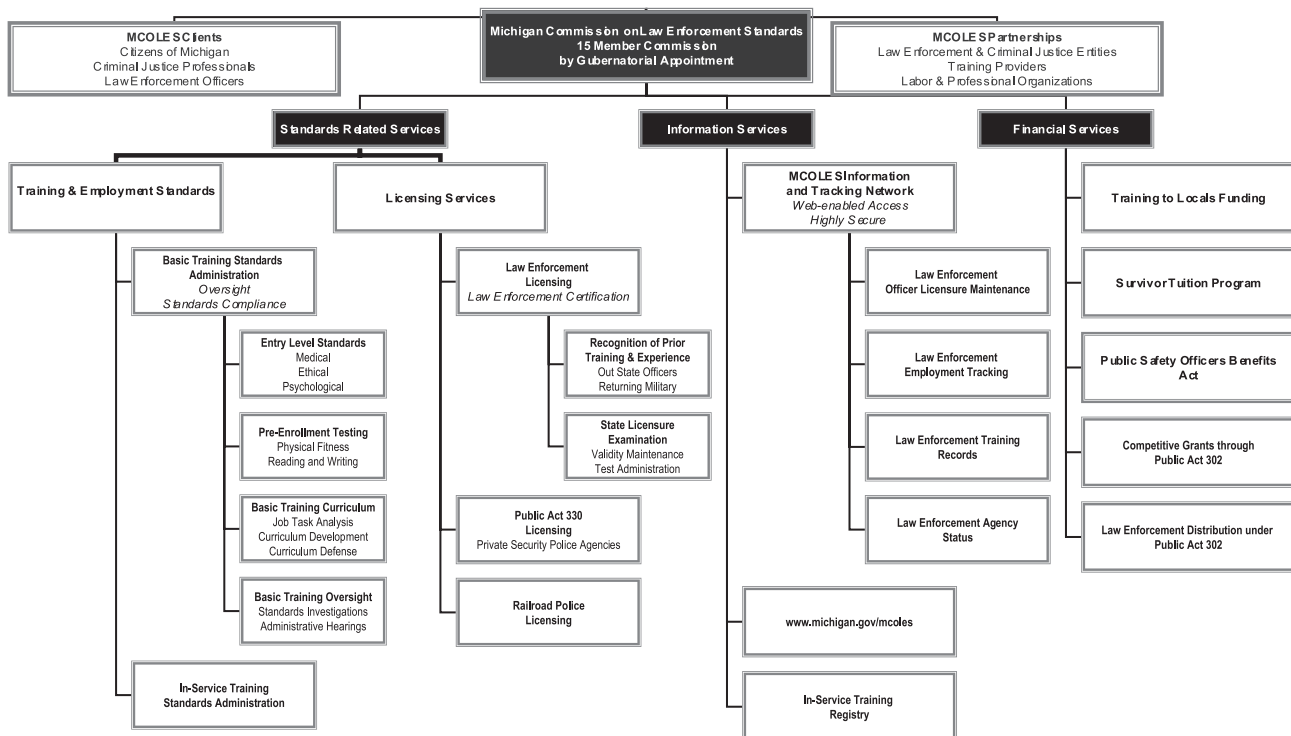 MCOLES Clients
Citizens of Michigan
Criminal Justice Professionals
Law Enforcement Officers
Michigan Commission on Law Enforcement Standards
15 Member Commission
by Gubernatorial Appointment
MCOLES Partnerships
Law Enforcement & Criminal Justice Entities
Training Providers
Labor & Professional Organizations
Standards Related Services
Information Services
Financial Services
Training & Employment Standards
Licensing Services
MCOLES Information
and Tracking Network
Web-enabled Access
Highly Secure
Training to Locals Funding
Basic Training Standards
Administration
Oversight
Standards Compliance
Law Enforcement
Licensing
Law Enforcement Certification
Law Enforcement
Officer Licensure Maintenance
Survivor Tuition Program
Entry Level Standards
Medical
Ethical
Psychological
Recognition of Prior
Training & Experience
Out State Officers
Returning Military
Law Enforcement
Employment Tracking
Public Safety Officers Benefits
Act
Pre-Enrollment Testing
Physical Fitness
Reading and Writing
State Licensure
Examination
Validity Maintenance
Test Administration
Law Enforcement Training
Records
Competitive Grants through
Public Act 302
Basic Training Curriculum
Job Task Analysis
Curriculum Development
Curriculum Defense
Public Act 330
Licensing
Private Security Police Agencies
Law Enforcement Agency
Status
Law Enforcement Distribution under
Public Act 302
Basic Training Oversight
Standards Investigations
Administrative Hearings
Railroad Police
Licensing
www.michigan.gov/mcoles
In-Service Training
Standards Administration
In-Service Training
Registry